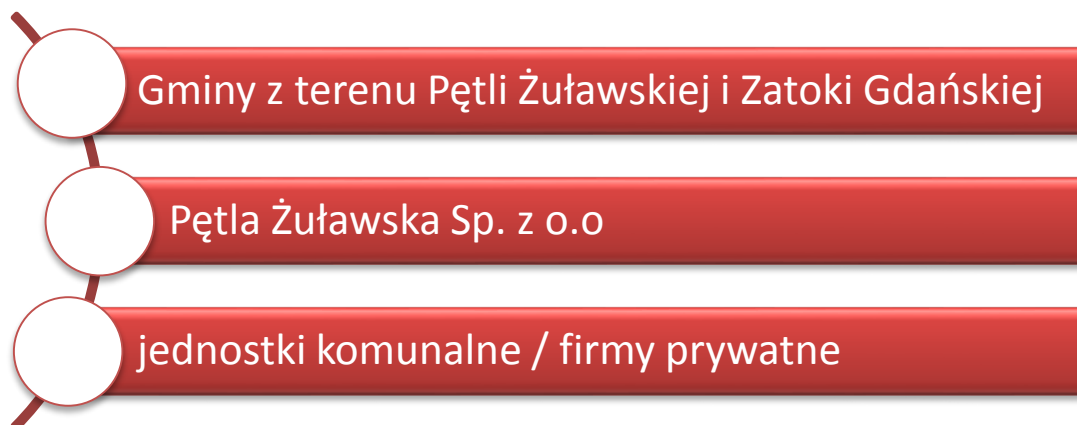 Gminy z terenu Pętli Żuławskiej i Zatoki Gdańskiej
Pętla Żuławska Sp. z o.o
jednostki komunalne / firmy prywatne